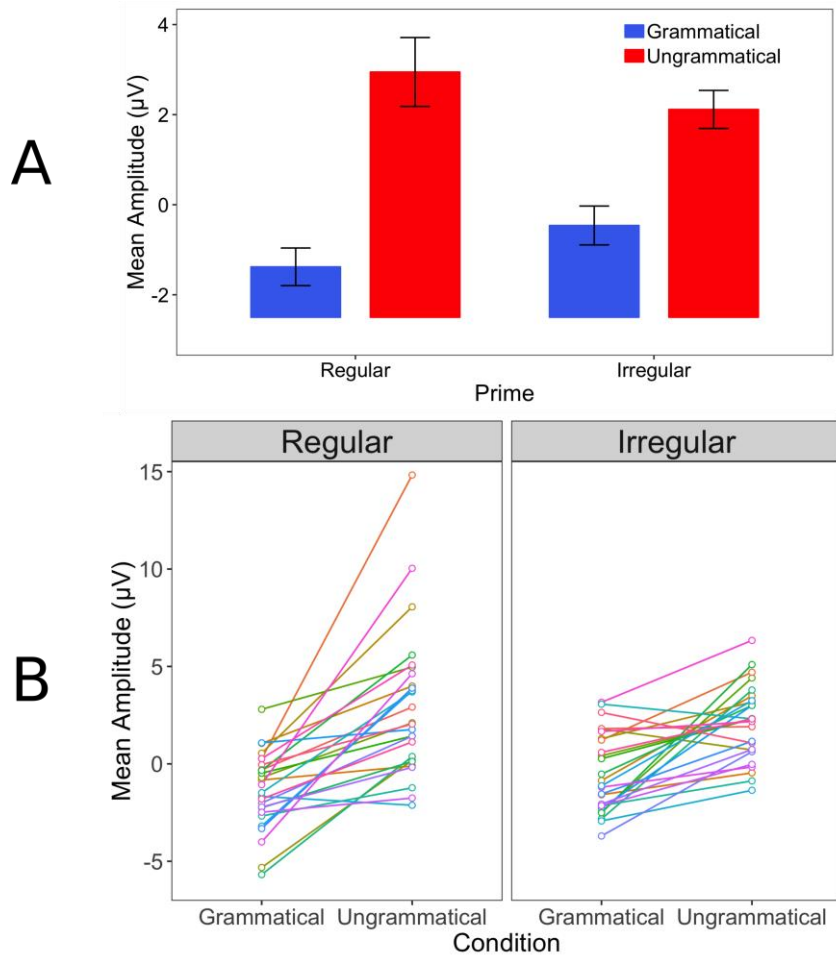 A
Mean Amplitude (µV)
4
2
0
-2
Grammatical
Ungrammatical
Regular
Irregular
Prime
B
Regular
Irregular
Mean Amplitude (µV)
15
10
5
0
-5
Grammatical
Ungrammatical
Grammatical
Ungrammatical
Condition